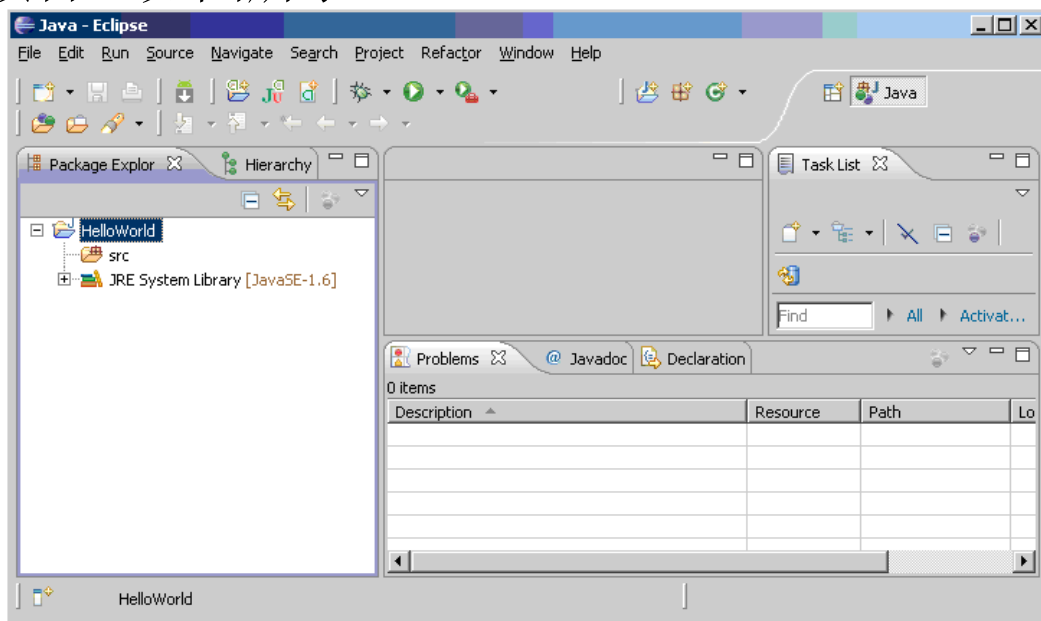 Java - Eclipse
File Edit Run Source Navigate Search Project Refactor Window Help
Java
Package Explor Hierarchy
HelloWorld
src
JRE System Library [JavaSE-1.6]
Task List
Find All Activat...
Problems @ Javadoc Declaration
0 items
Description Resource Path Lo
HelloWorld